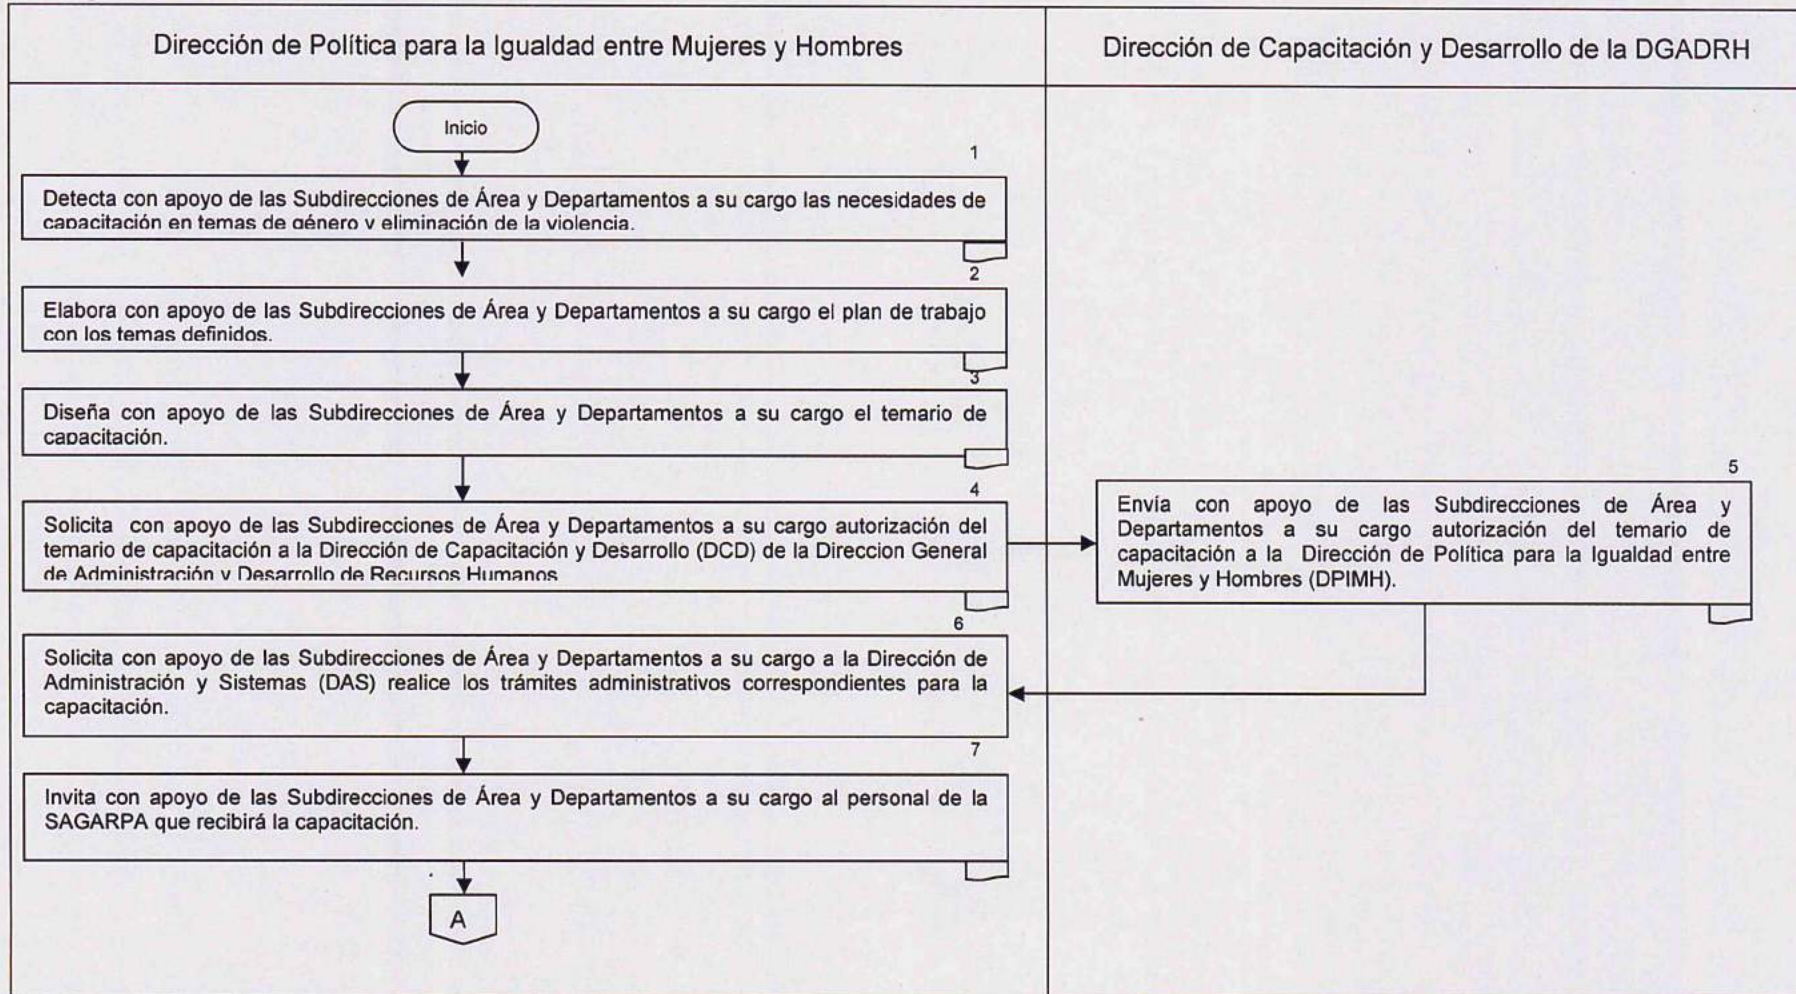 Dirección de Política para la Igualdad entre Mujeres y Hombres
Dirección de Capacitación y Desarrollo de la DGADRH
Inicio
1
Detecta con apoyo de las Subdirecciones de Área y Departamentos a su cargo las necesidades de
capacitación en temas de género y eliminación de la violencia.
2
Elabora con apoyo de las Subdirecciones de Área y Departamentos a su cargo el plan de trabajo
con los temas definidos.
3
Diseña con apoyo de las Subdirecciones de Área y Departamentos a su cargo el temario de
capacitación.
4
Solicita con apoyo de las Subdirecciones de Área y Departamentos a su cargo autorización del
temario de capacitación a la Dirección de Capacitación y Desarrollo (DCD) de la Direccion General
de Administración y Desarrollo de Recursos Humanos
5
Envía con apoyo de las Subdirecciones de Área y
Departamentos a su cargo autorización del temario de
capacitación a la Dirección de Política para la Igualdad entre
Mujeres y Hombres (DPIMH).
6
Solicita con apoyo de las Subdirecciones de Área y Departamentos a su cargo a la Dirección de
Administración y Sistemas (DAS) realice los trámites administrativos correspondientes para la
capacitación.
7
Invita con apoyo de las Subdirecciones de Área y Departamentos a su cargo al personal de la
SAGARPA que recibirá la capacitación.
A